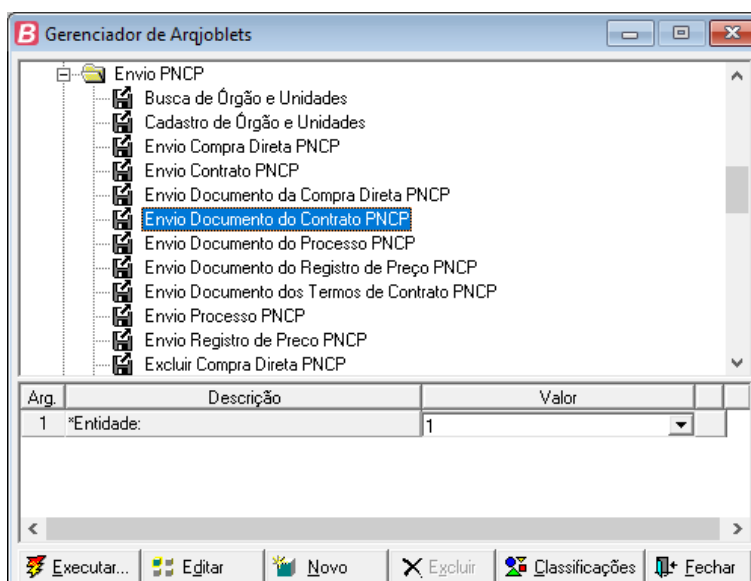 B Gerenciador de Arqjoblets
Envio PNCP
Busca de Órgão e Unidades
Cadastro de Órgão e Unidades
Envio Compra Direta PNCP
Envio Contrato PNCP
Envio Documento da Compra Direta PNCP
Envio Documento do Contrato PNCP
Envio Documento do Processo PNCP
Envio Documento do Registro de Preço PNCP
Envio Documento dos Termos de Contrato PNCP
Envio Processo PNCP
Envio Registro de Preco PNCP
Excluir Compra Direta PNCP
Arg. Descrição Valor
1 *Entidade: 1
Executar... Editar Novo Excluir Classificações Fechar